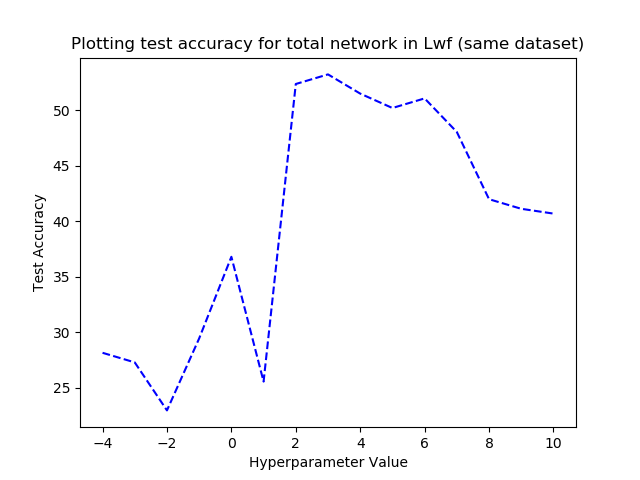 Plotting test accuracy for total network in Lwf (same dataset)
50
45
40
35
30
25
Test Accuracy
−4 −2 0 2 4 6 8 10
Hyperparameter Value